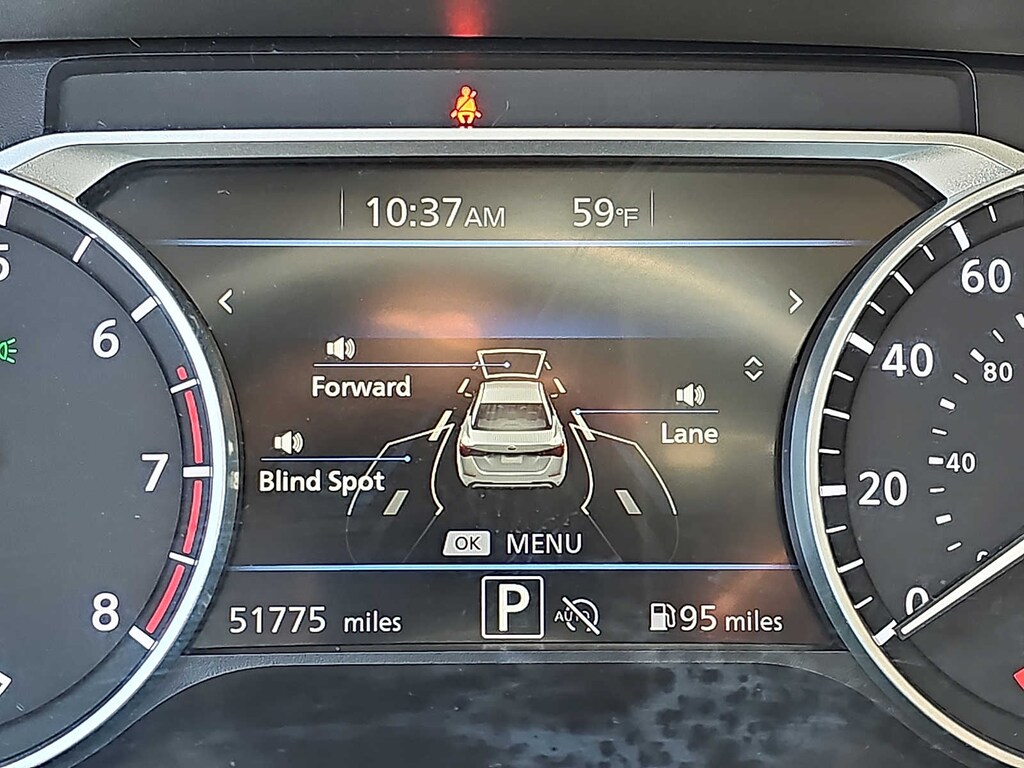 10:37AM 59°F
5
6
7
8
Forward
Blind Spot
Lane
OK MENU
51775 miles
P
AUTO
95 miles
60
40
20
0
80
40